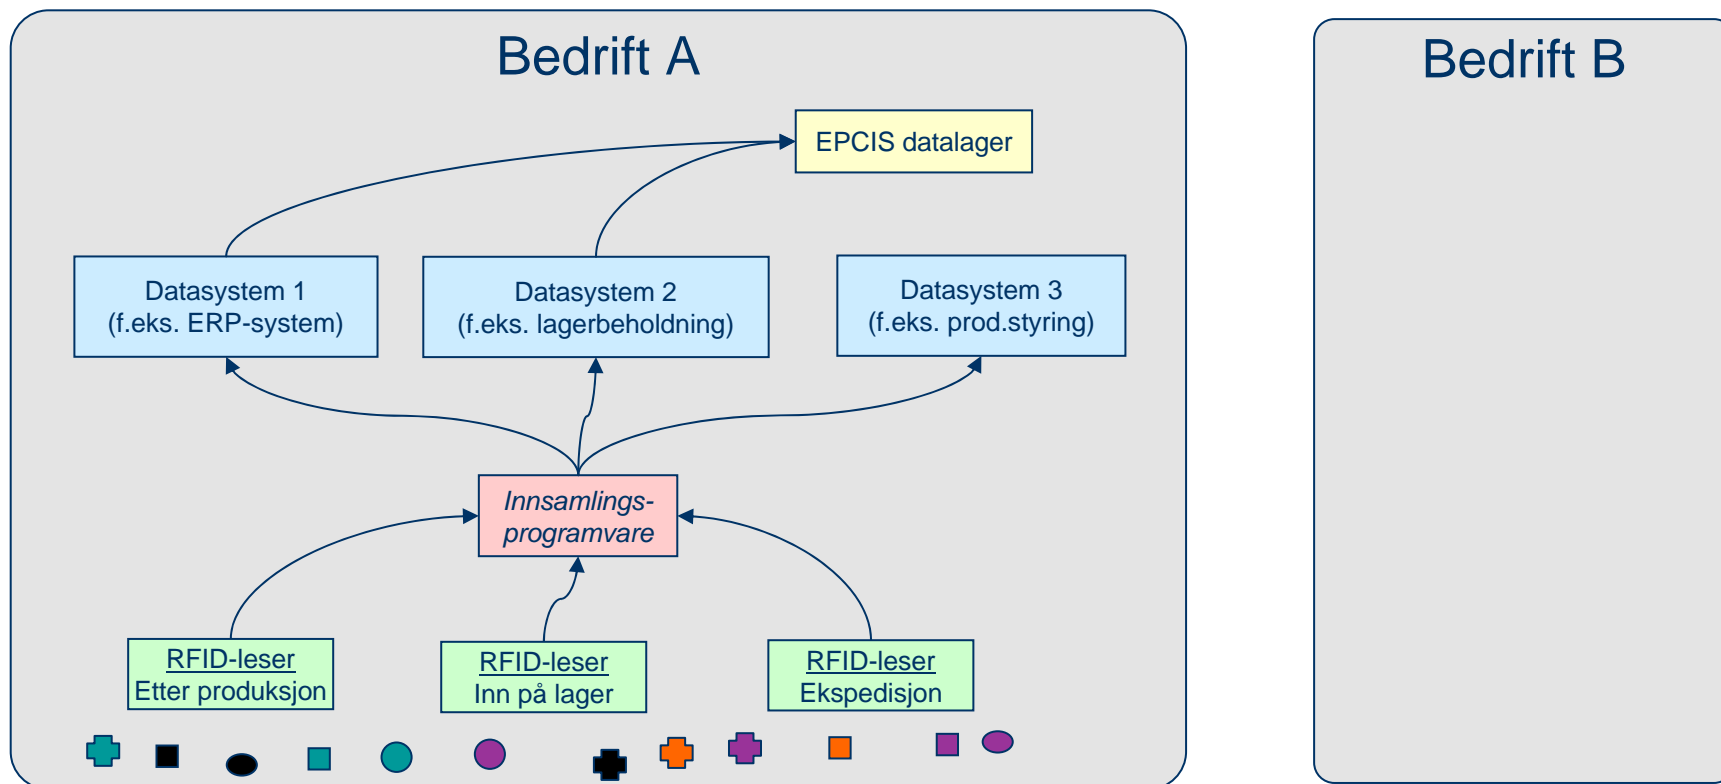 Bedrift A
Bedrift B
EPCIS datalager
Datasystem 1
(f.eks. ERP-system)
Datasystem 2
(f.eks. lagerbeholdning)
Datasystem 3
(f.eks. prod.styring)
Innsamlings-
programvare
RFID-leser
Etter produksjon
RFID-leser
Inn på lager
RFID-leser
Ekspedisjon